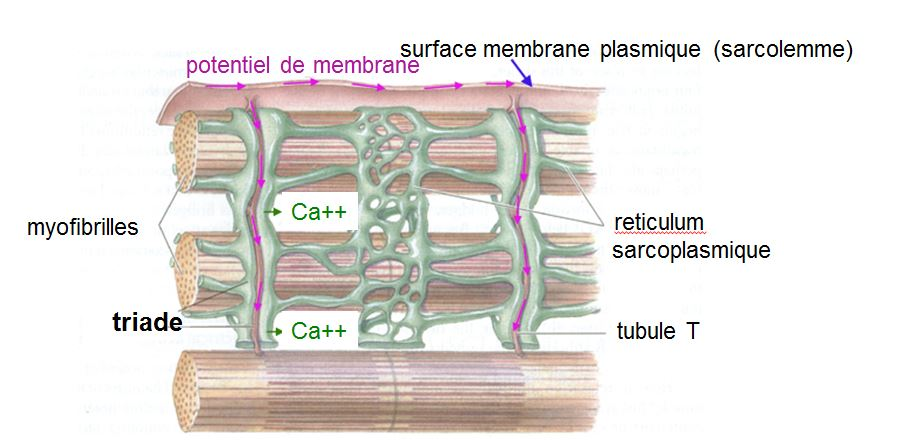 surface membrane plasmique (sarcolemme)
potentiel de membrane
Ca++
myofibrilles
reticulum
sarcoplasmique
triade
Ca++
tubule T